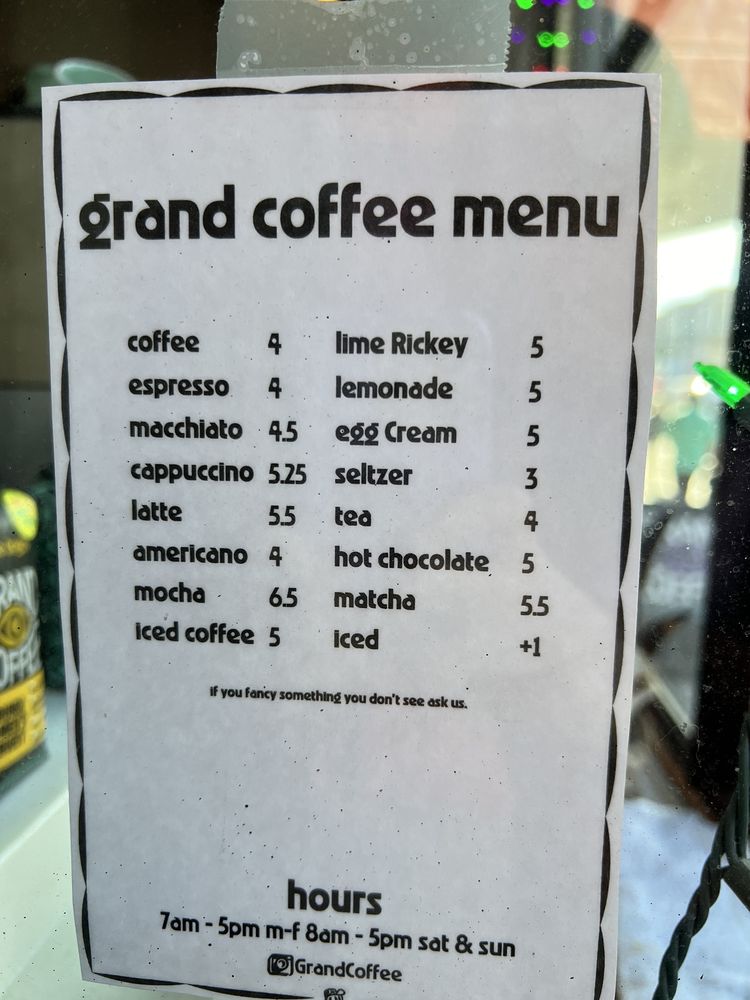 grand coffee menu
coffee 4 lime Rickey 5
espresso 4 lemonade 5
macchiato 4.5 egg Cream 5
cappuccino 5.25 seltzer 3
latte 5.5 tea 4
americano 4 hot chocolate 5
mocha 6.5 matcha 5.5
iced coffee 5 iced +1
If you fancy something you don't see ask us.
hours
7am - 5pm m-f 8am - 5pm sat & sun
GrandCoffee